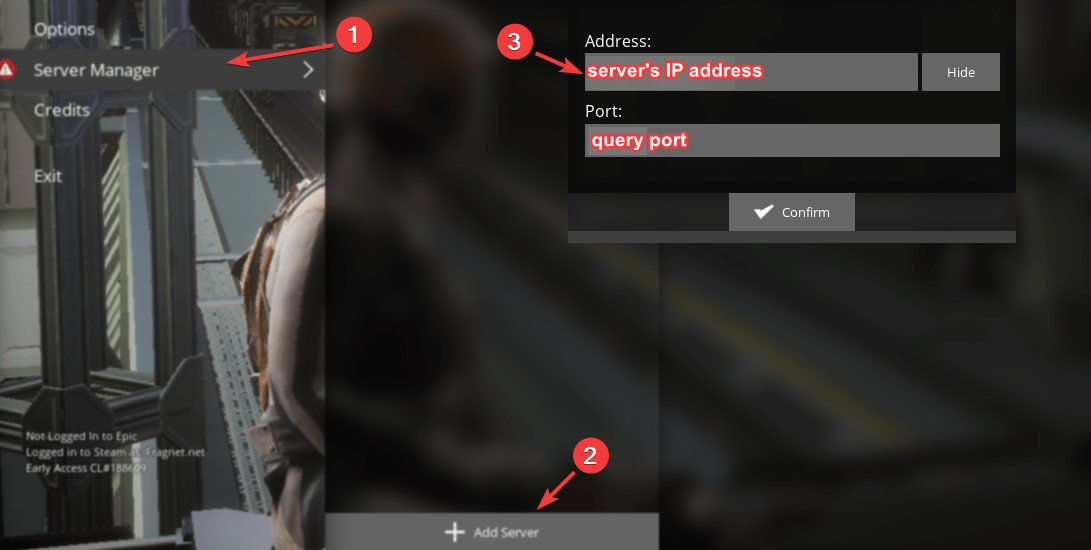 Options
1
Server Manager
Credits
Exit
Not Logged In to Epic
Logged in to Steam as: Fragnet.net
Early Access CL#188609
2
Add Server
3
Address:
server's IP address
Hide
Port:
query port
Confirm